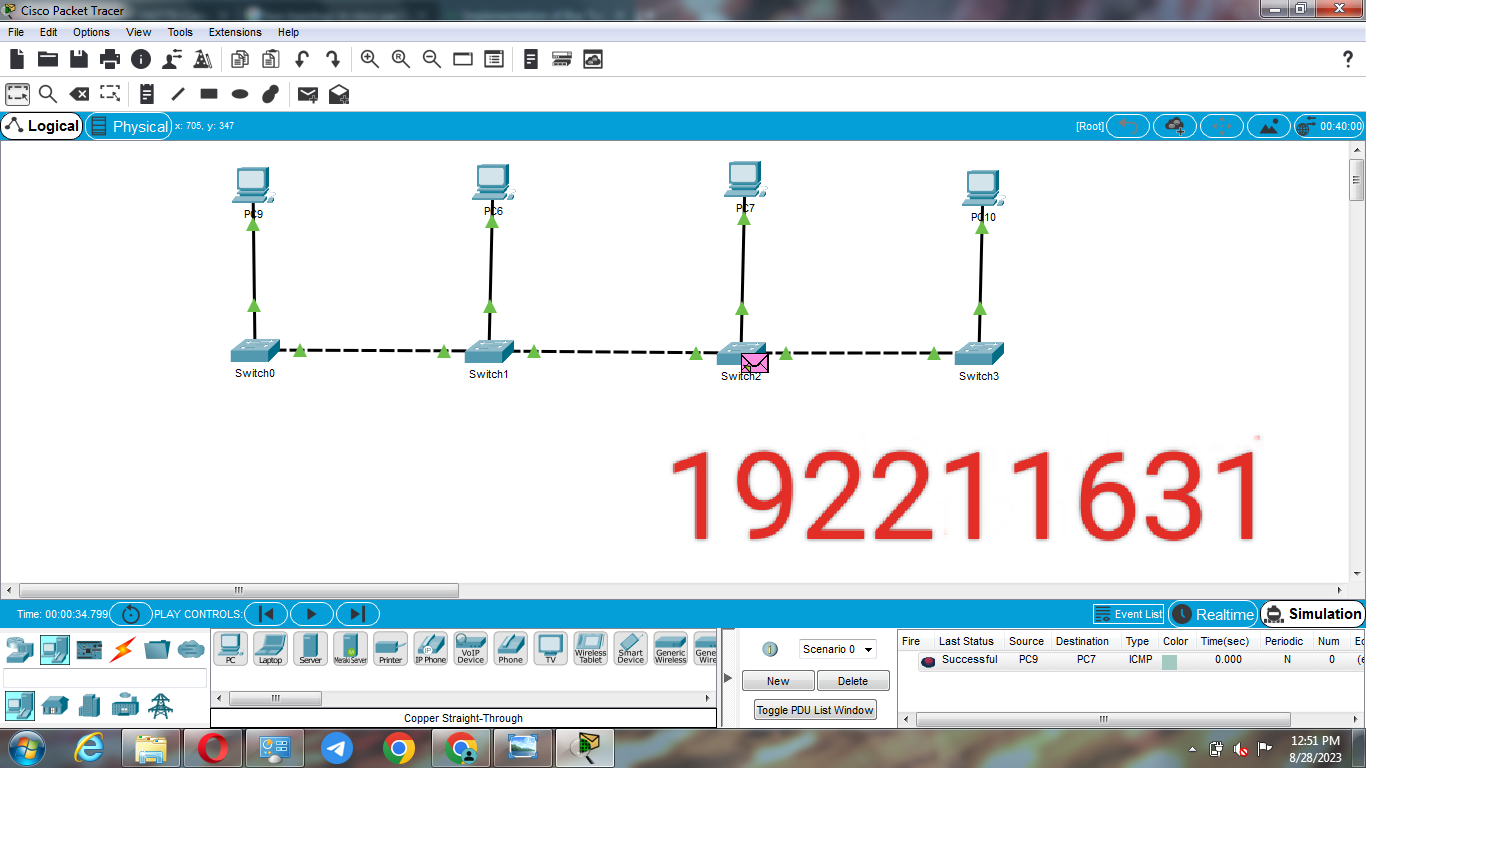 Cisco Packet Tracer
File Edit Options View Tools Extensions Help
Logical Physical x: 705, y: 347 [Root] 00:40:00
PC9 PC6 PC7 PC10
Switch0 Switch1 Switch2 Switch3
192211631
Time: 00:00:34.799 PLAY CONTROLS: Event List Realtime Simulation
PC Laptop Server Meraki Server Printer IP Phone VoIP Device Phone TV Wireless Tablet Smart Device Generic Wireless Gene Wire
Copper Straight-Through
Scenario 0
New Delete
Toggle PDU List Window
Fire Last Status Source Destination Type Color Time(sec) Periodic Num Ec
Successful PC9 PC7 ICMP 0.000 N 0 (e
12:51 PM
8/28/2023